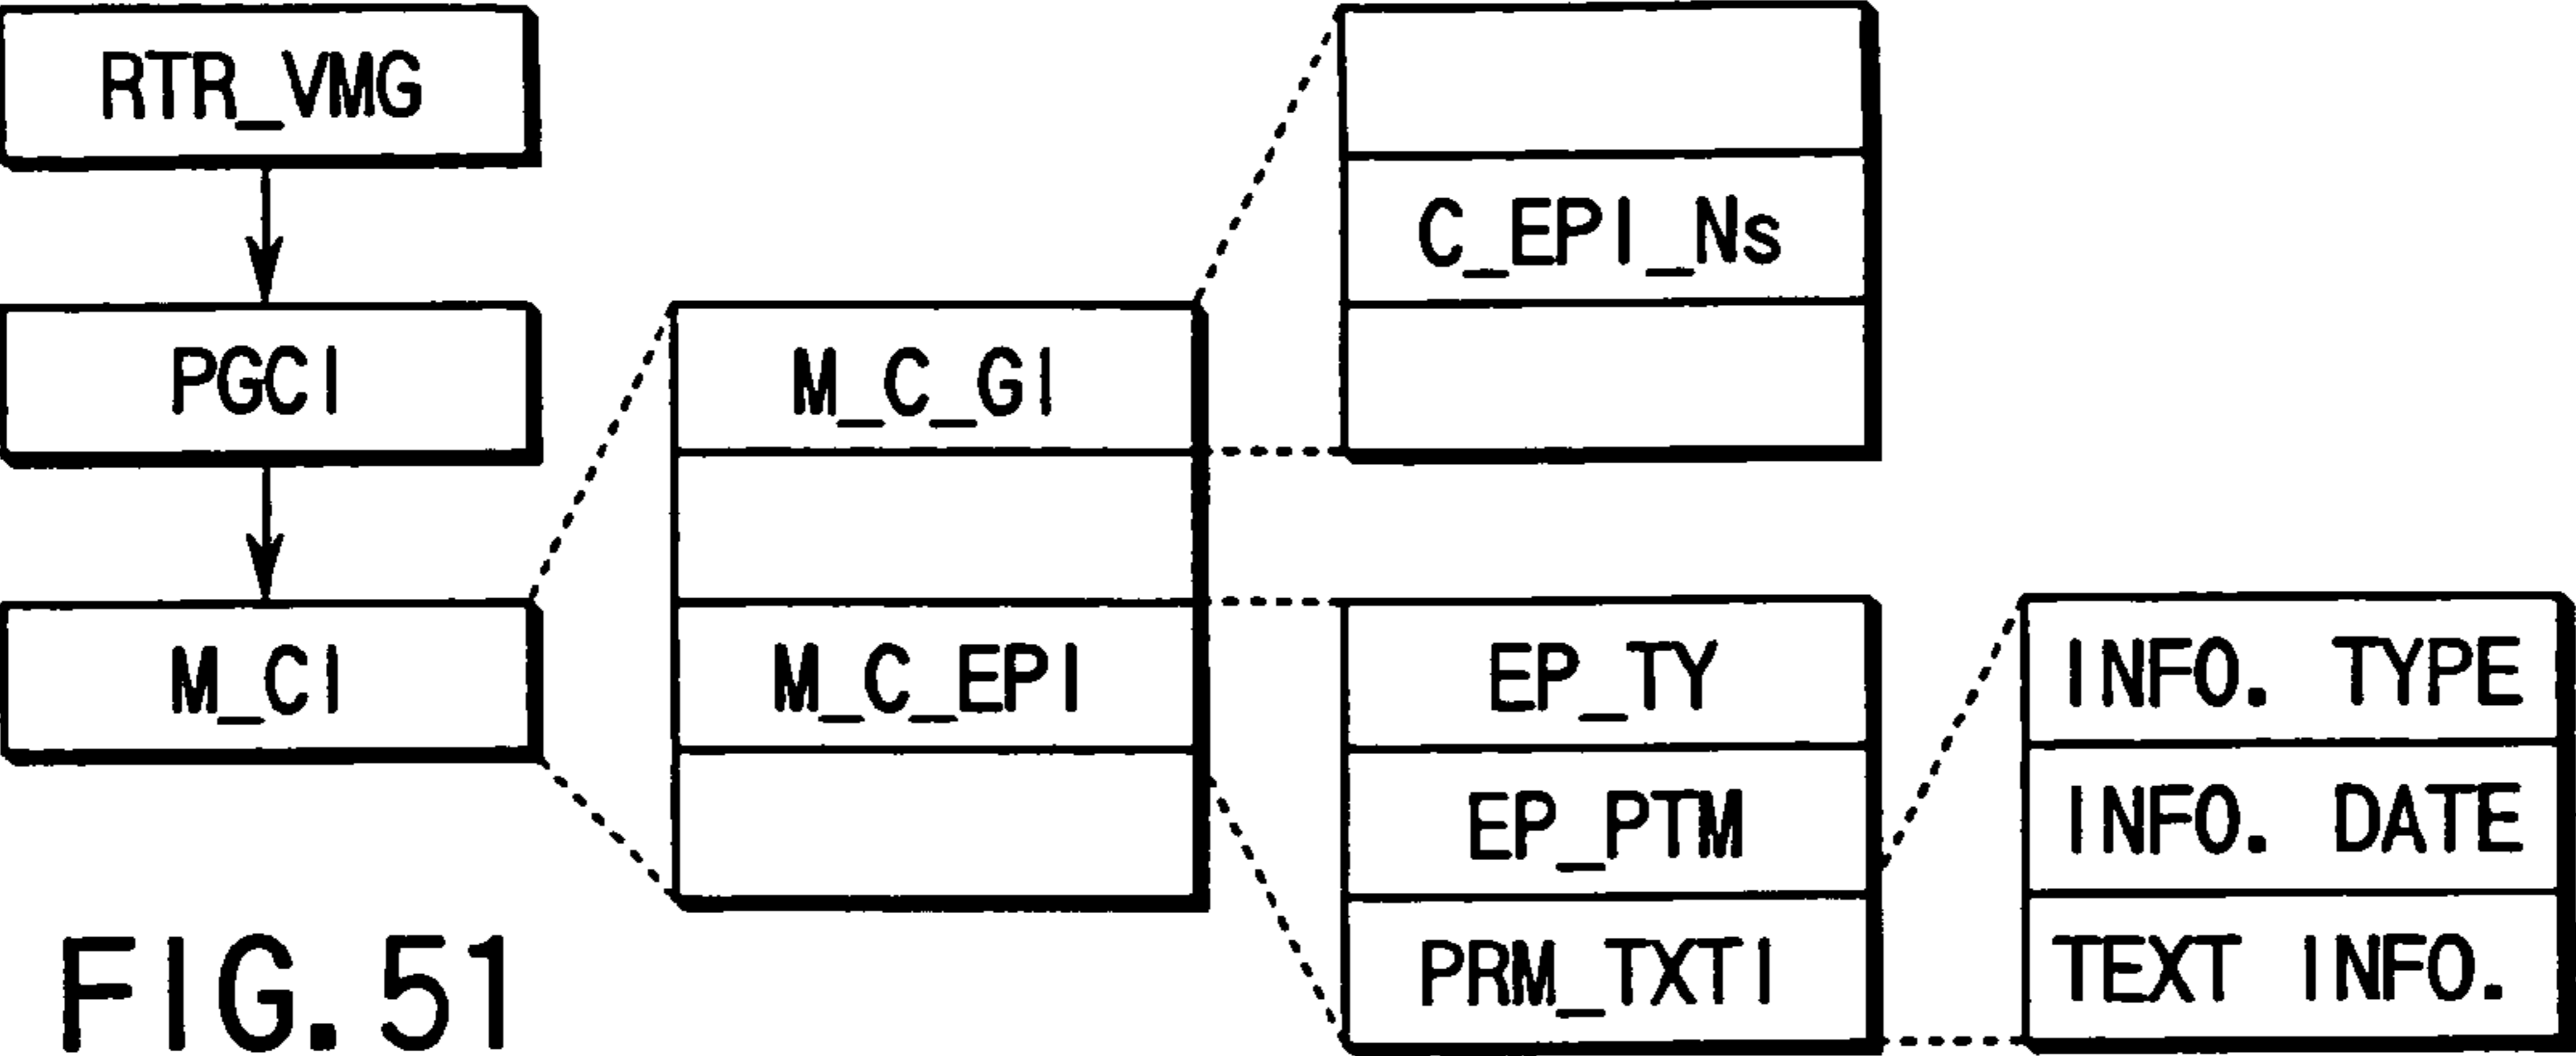 RTR_VMG
PGCI
M_CI
M_C_GI
M_C_EPI
C_EPI_Ns
EP_TY
EP_PTM
PRM_TXTI
INFO. TYPE
INFO. DATE
TEXT INFO.
FIG. 51